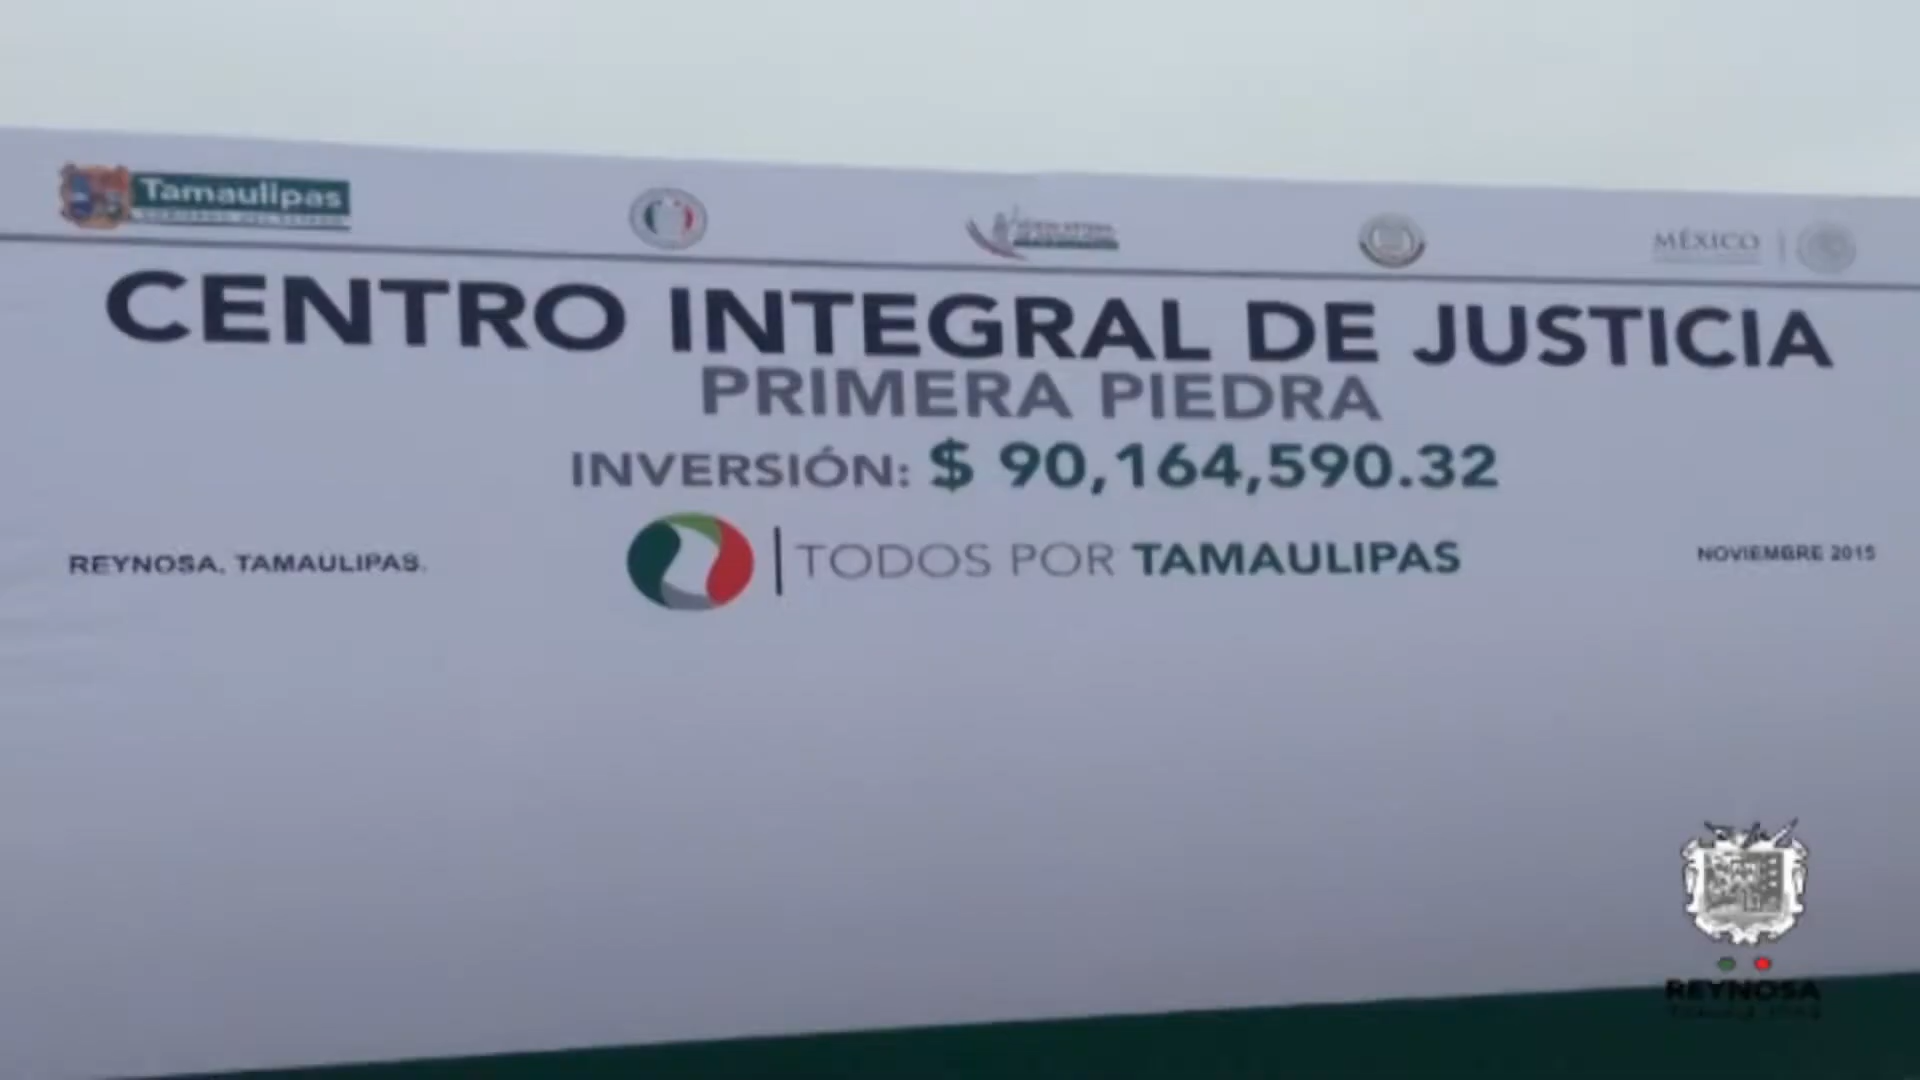 Tamaulipas
MÉXICO
CENTRO INTEGRAL DE JUSTICIA
PRIMERA PIEDRA
INVERSIÓN: $ 90,164,590.32
REYNOSA, TAMAULIPAS.
TODOS POR TAMAULIPAS
NOVIEMBRE 2015
REYNOSA